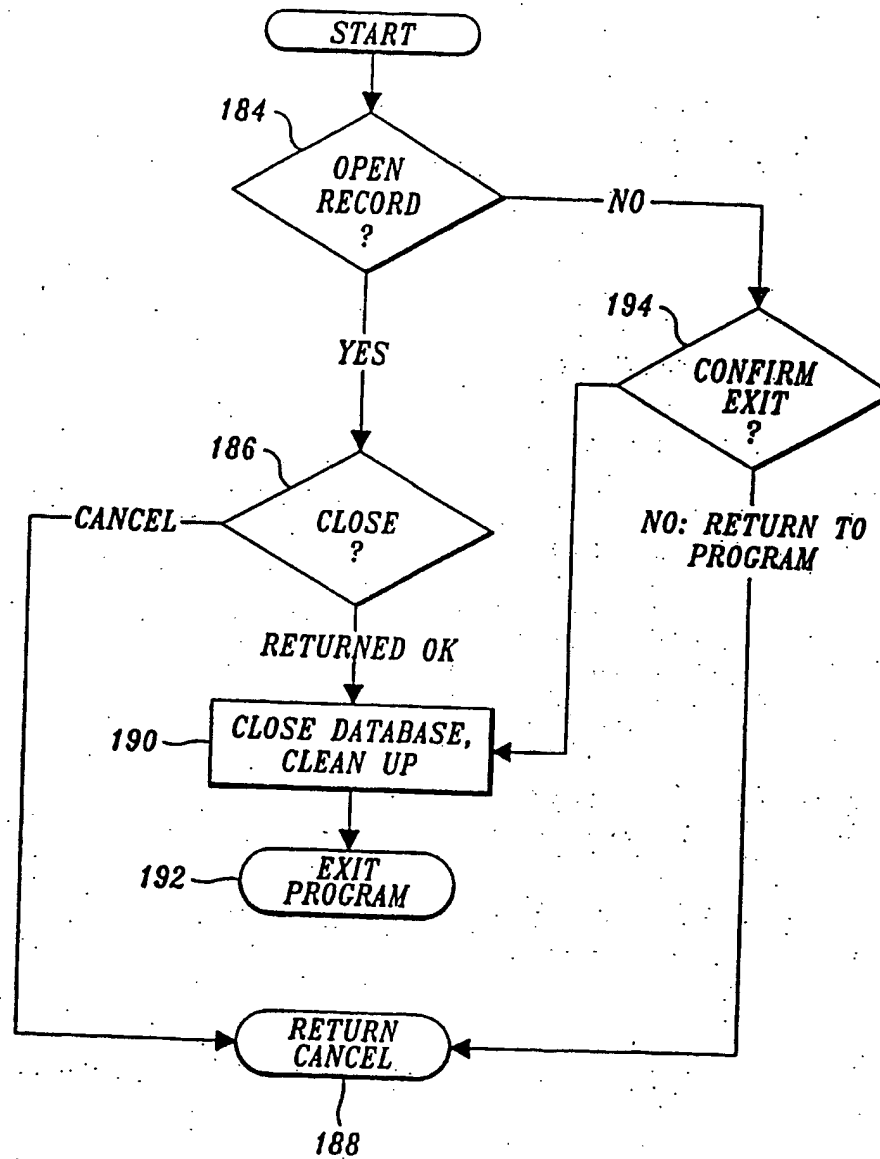 START
184
OPEN
RECORD
?
NO
194
YES
CONFIRM
EXIT
?
186
CANCEL
CLOSE
?
NO: RETURN TO
PROGRAM
RETURNED OK
190
CLOSE DATABASE,
CLEAN UP
192
EXIT
PROGRAM
RETURN
CANCEL
188